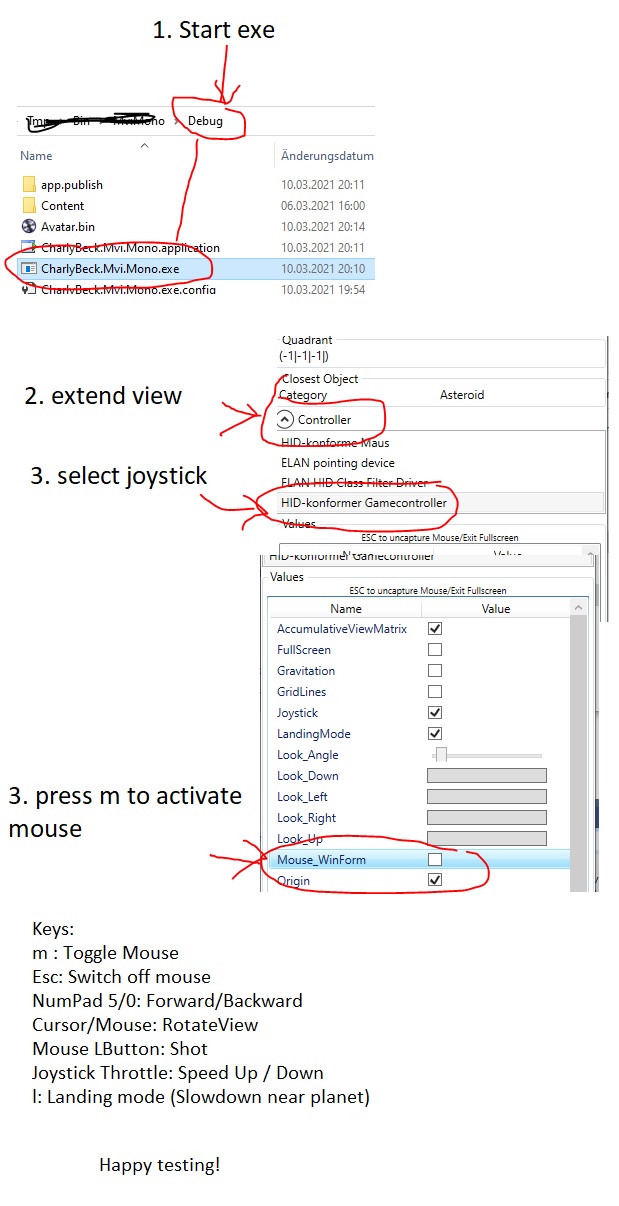 1. Start exe
Tmp Bin MviMono > Debug
Name Änderungsdatum
app.publish 10.03.2021 20:11
Content 06.03.2021 16:00
Avatar.bin 10.03.2021 20:14
CharlyBeck.Mvi.Mono.application 10.03.2021 20:11
CharlyBeck.Mvi.Mono.exe 10.03.2021 20:10
CharlyBeck.Mvi.Mono.exe.config 10.03.2021 19:54
Quadrant
(-1|-1|-1|)
Closest Object
Category Asteroid
2. extend view
Controller
HID-konforme Maus
ELAN pointing device
3. select joystick
ELAN HID Class Filter Driver
HID-konformer Gamecontroller
Values
ESC to uncapture Mouse/Exit Fullscreen
Name Value
HID-konformer Gamecontroller
Values
ESC to uncapture Mouse/Exit Fullscreen
Name Value
AccumulativeViewMatrix
FullScreen
Gravitation
GridLines
Joystick
LandingMode
Look_Angle
Look_Down
3. press m to activate
mouse
Look_Left
Look_Right
Look_Up
Mouse_WinForm
Origin
Keys:
m : Toggle Mouse
Esc: Switch off mouse
NumPad 5/0: Forward/Backward
Cursor/Mouse: RotateView
Mouse LButton: Shot
Joystick Throttle: Speed Up / Down
l: Landing mode (Slowdown near planet)
Happy testing!